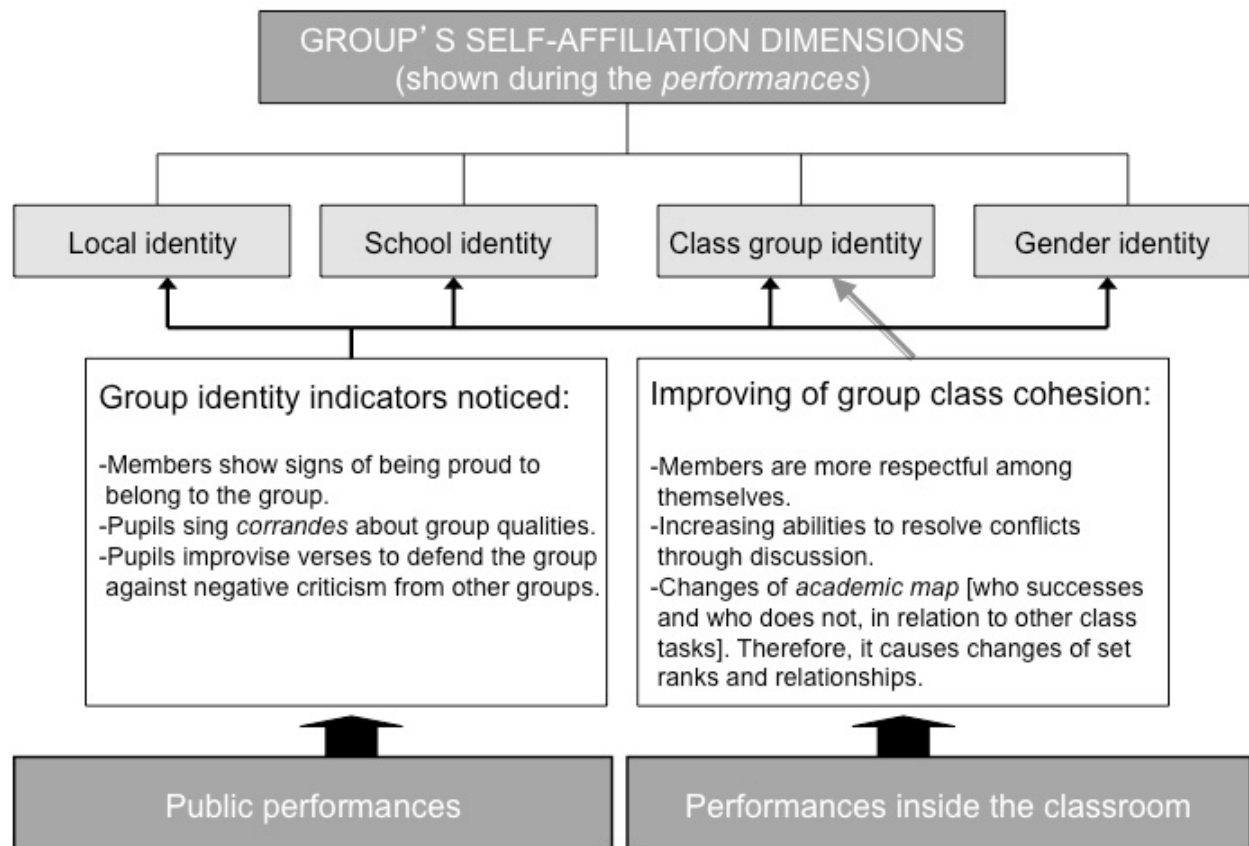 GROUP’S SELF-AFFILIATION DIMENSIONS
(shown during the performances)
Local identity
School identity
Class group identity
Gender identity
Group identity indicators noticed:
-Members show signs of being proud to
belong to the group.
-Pupils sing corrandes about group qualities.
-Pupils improvise verses to defend the group
against negative criticism from other groups.
Improving of group class cohesion:
-Members are more respectful among
themselves.
-Increasing abilities to resolve conflicts
through discussion.
-Changes of academic map [who successes
and who does not, in relation to other class
tasks]. Therefore, it causes changes of set
ranks and relationships.
Public performances
Performances inside the classroom